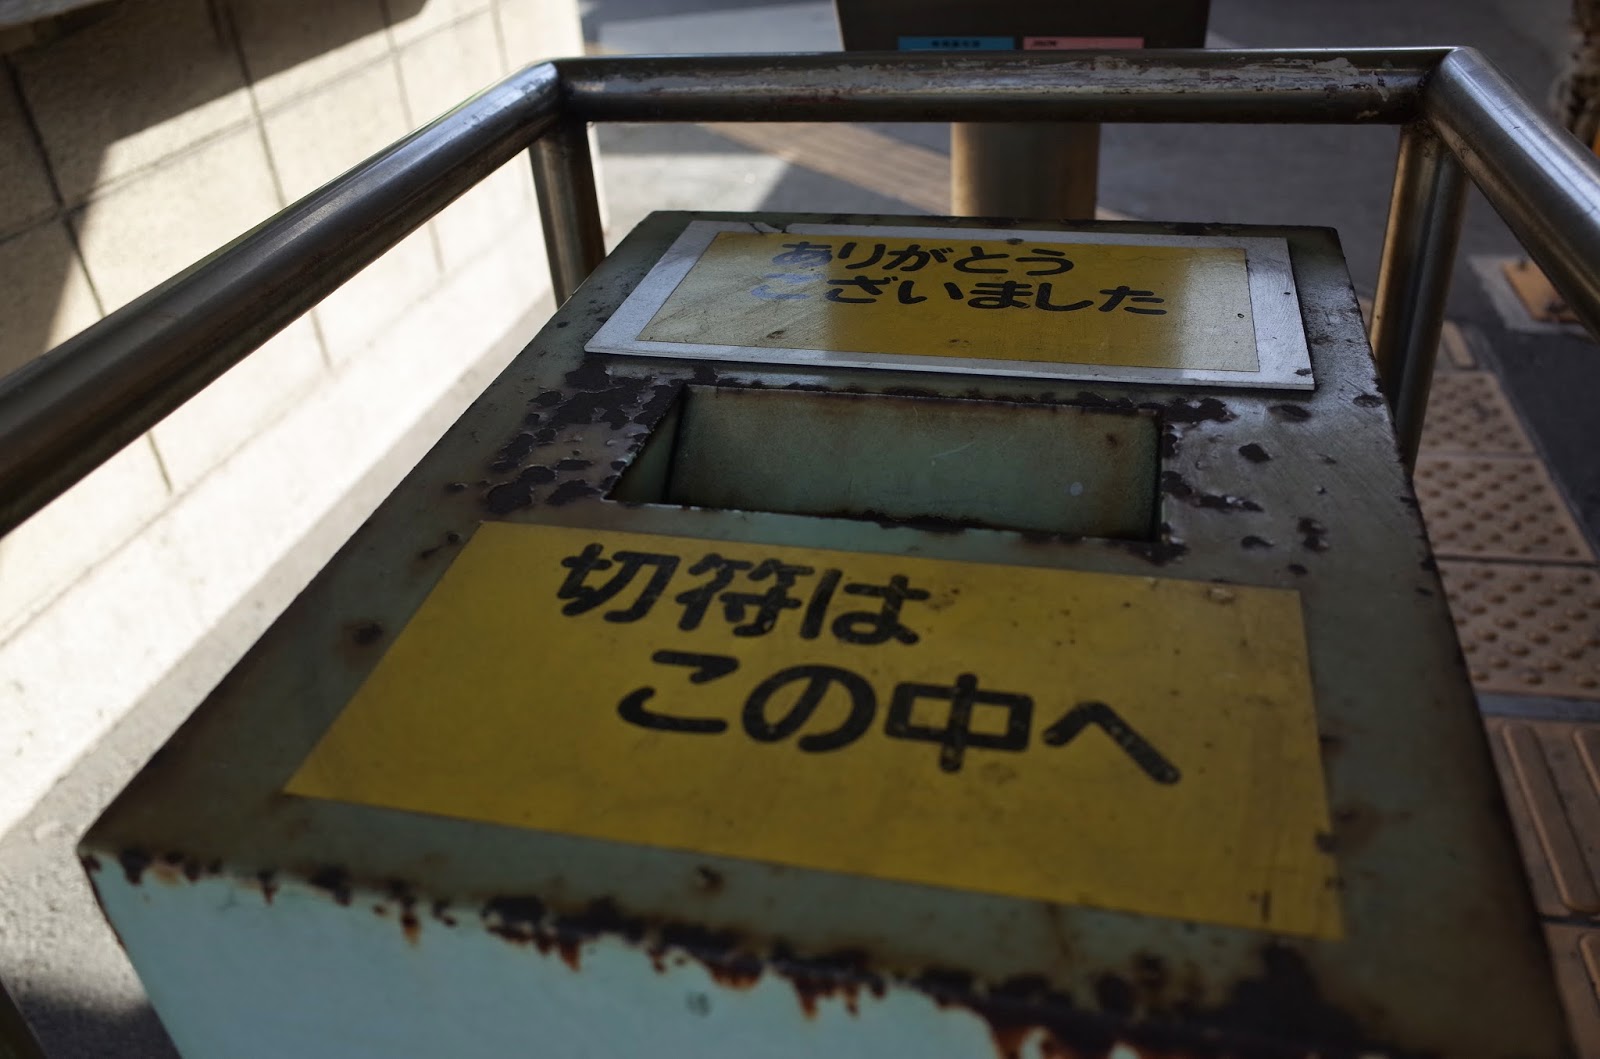 ありがとう
ございました
切符は
この中へ